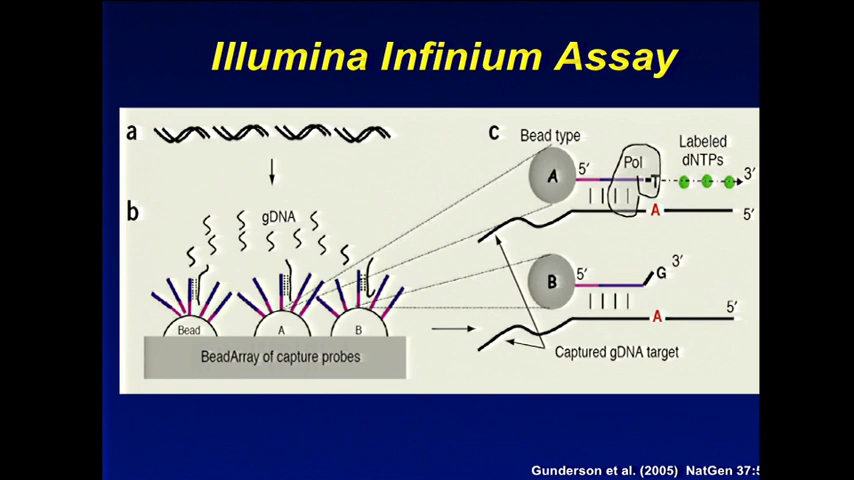 Illumina Infinium Assay
a
b
gDNA
Bead
A
B
BeadArray of capture probes
c
Bead type
A
5′
Pol
T
Labeled
dNTPs
3′
A
5′
B
5′
G
3′
A
5′
Captured gDNA target
Gunderson et al. (2005) NatGen 37: